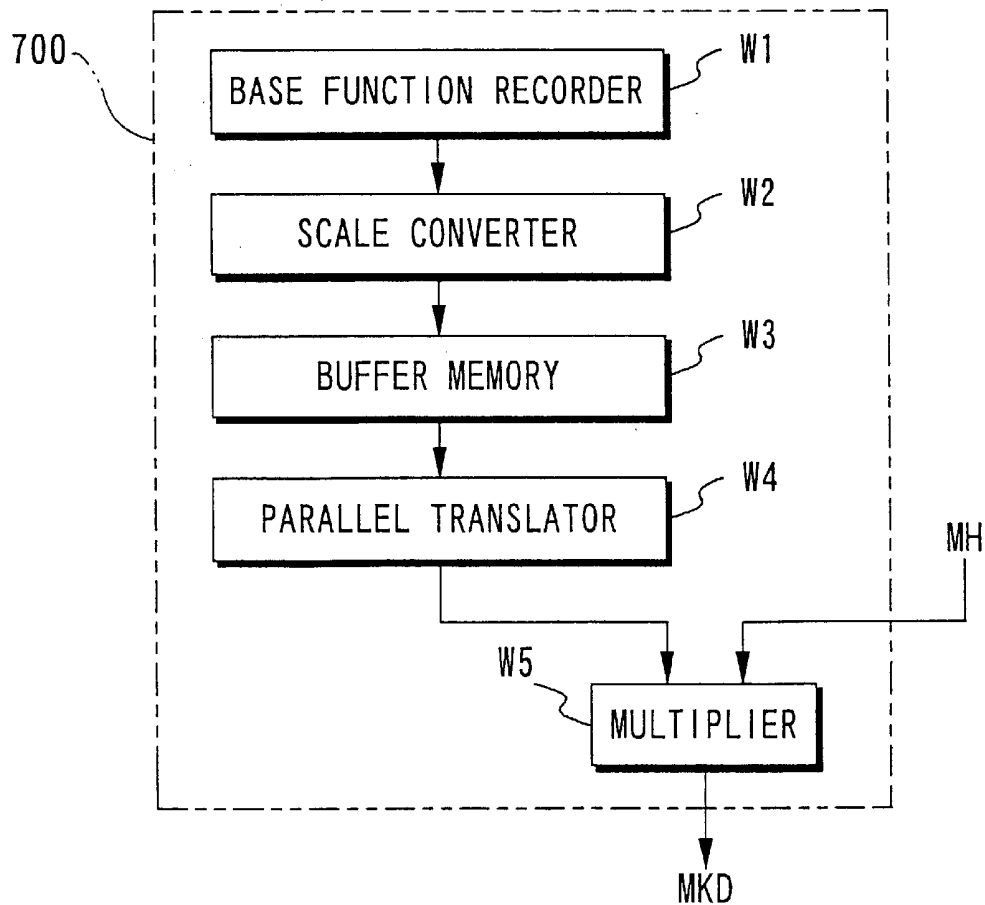 700
W1
BASE FUNCTION RECORDER
W2
SCALE CONVERTER
W3
BUFFER MEMORY
W4
PARALLEL TRANSLATOR
MH
W5
MULTIPLIER
MKD